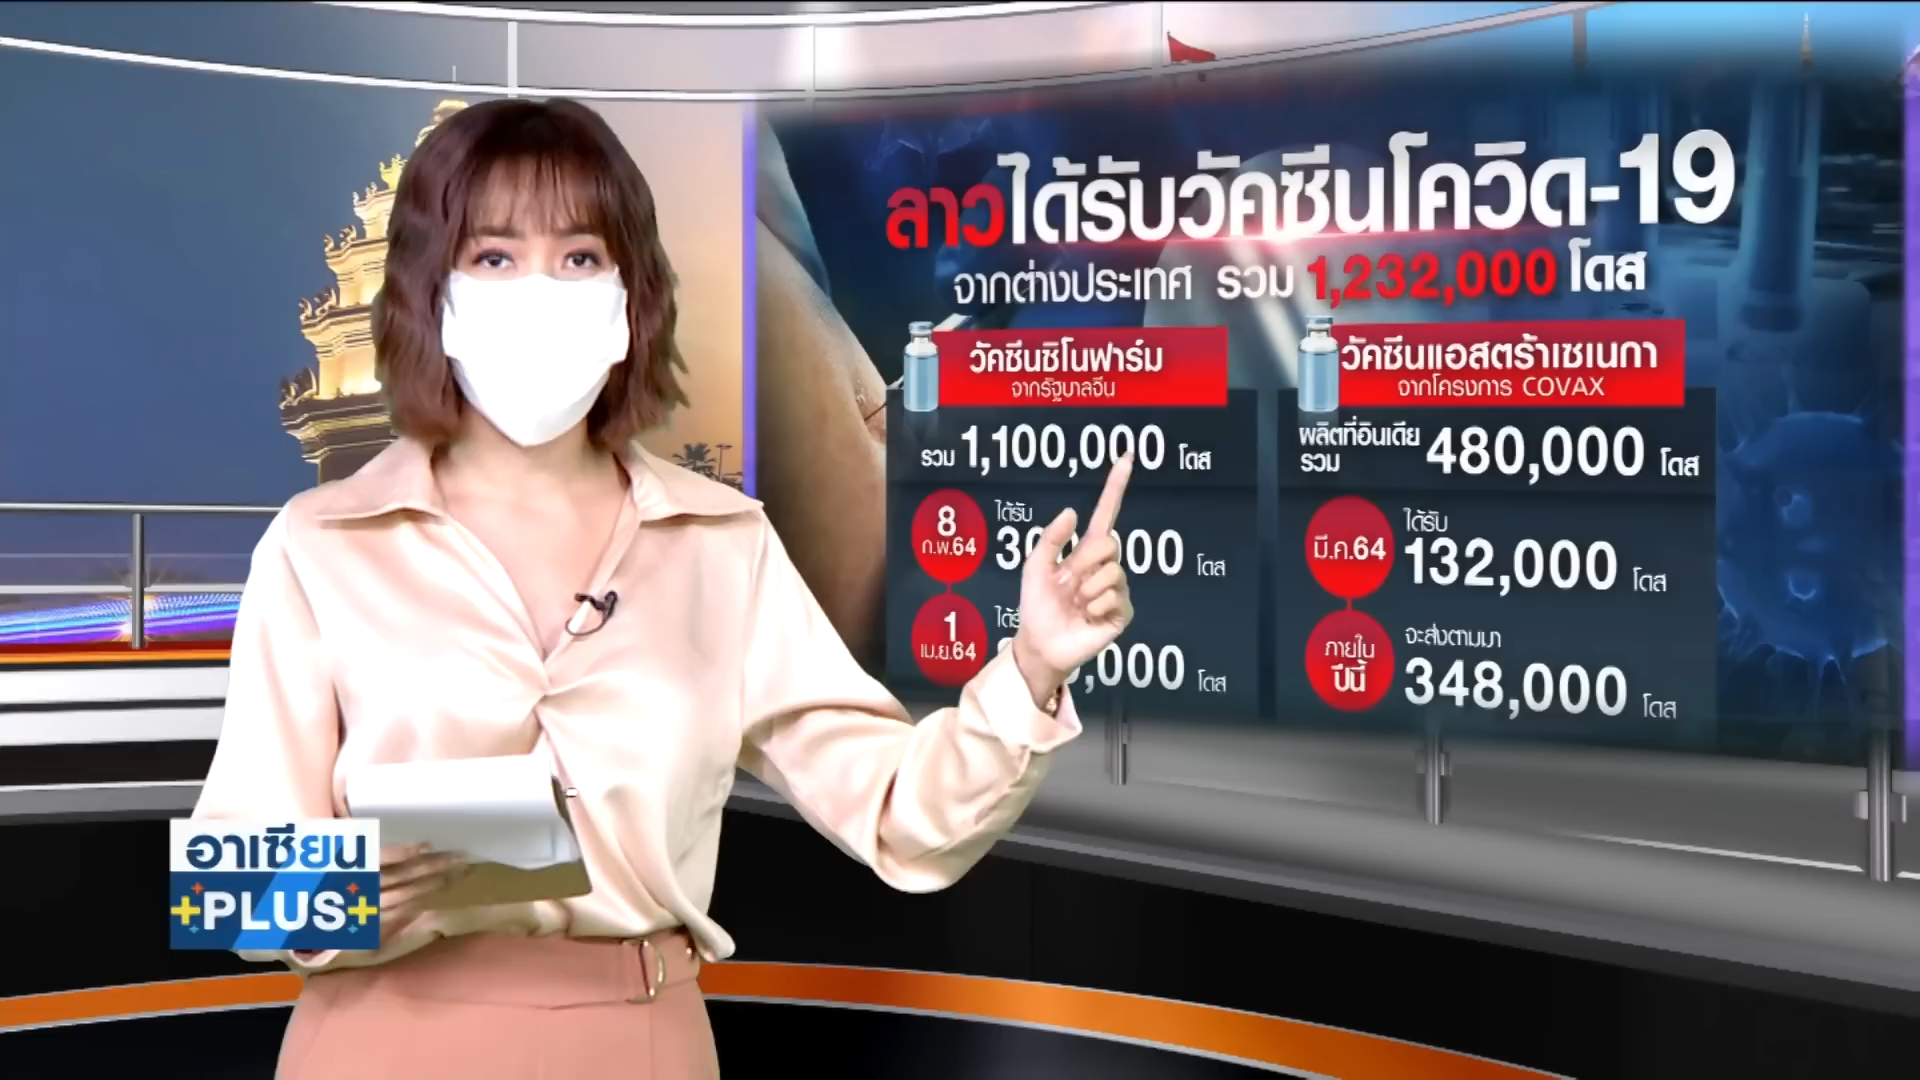 ลาวได้รับวัคซีนโควิด-19
จากต่างประเทศ รวม 1,232,000 โดส
วัคซีนซิโนฟาร์ม
จากรัฐบาลจีน
รวม 1,100,000 โดส
8
ก.พ.64
ได้รับ
โดส
1
เม.ย.64
โดส
วัคซีนแอสตร้าเซเนกา
จากโครงการ COVAX
ผลิตที่อินเดีย
รวม
480,000 โดส
มี.ค.64
ได้รับ
132,000 โดส
ภายใน
ปีนี้
จะส่งตามมา
348,000 โดส
อาเซียน
+PLUS+